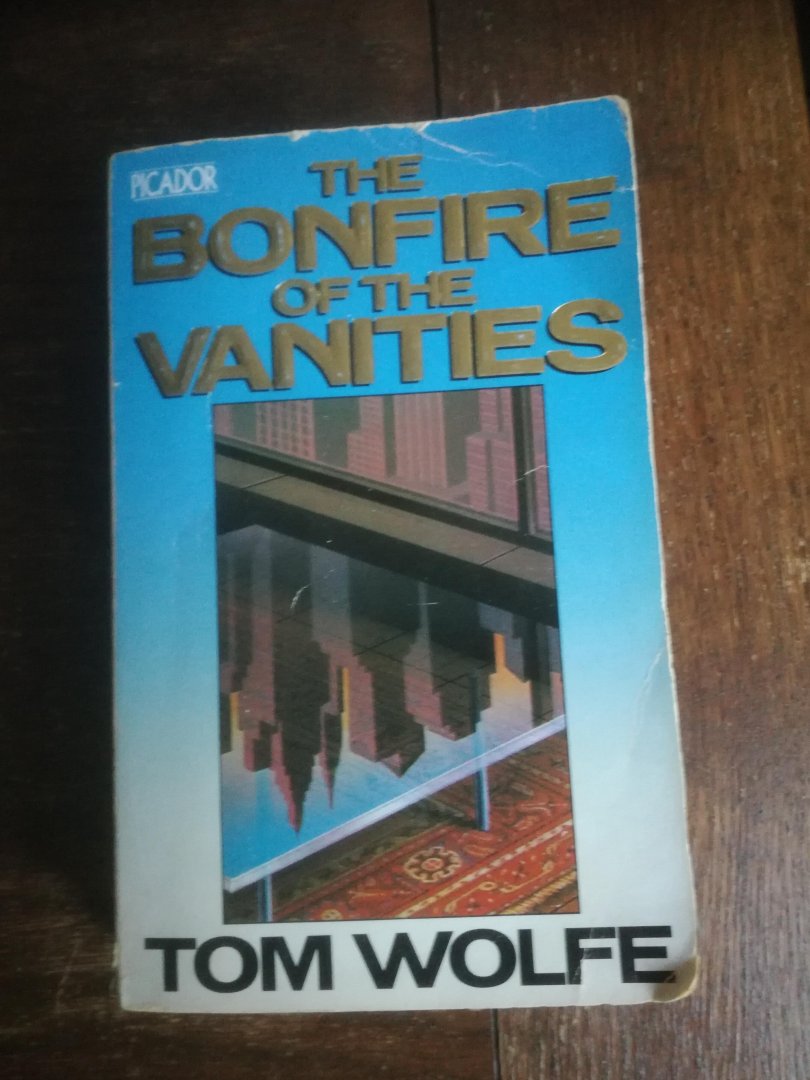 PICADOR
THE
BONFIRE
OF THE
VANITIES
TOM WOLFE